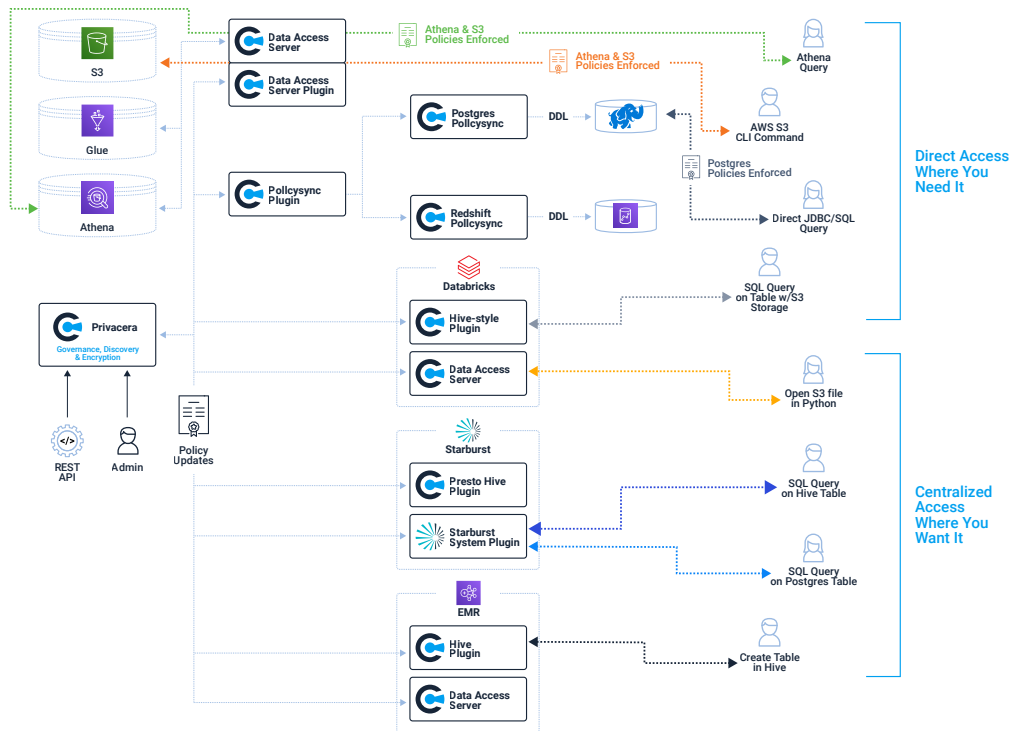 S3
Glue
Athena
Data Access
Server
Data Access
Server Plugin
Athena & S3
Policies Enforced
Athena & S3
Policies Enforced
Athena
Query
AWS S3
CLI Command
Postgres
Pollcysync
DDL
Postgres
Policies Enforced
Pollcysync
Plugin
Redshift
Pollcysync
DDL
Direct JDBC/SQL
Query
Direct Access
Where You
Need It
Databricks
Hive-style
Plugin
Data Access
Server
SQL Query
on Table w/S3
Storage
Privacera
Governance, Discovery
& Encryption
REST
API
Admin
Policy
Updates
Open S3 file
in Python
Starburst
Presto Hive
Plugin
Starburst
System Plugin
SQL Query
on Hive Table
SQL Query
on Postgres Table
Centralized
Access
Where You
Want It
EMR
Hive
Plugin
Data Access
Server
Create Table
in Hive